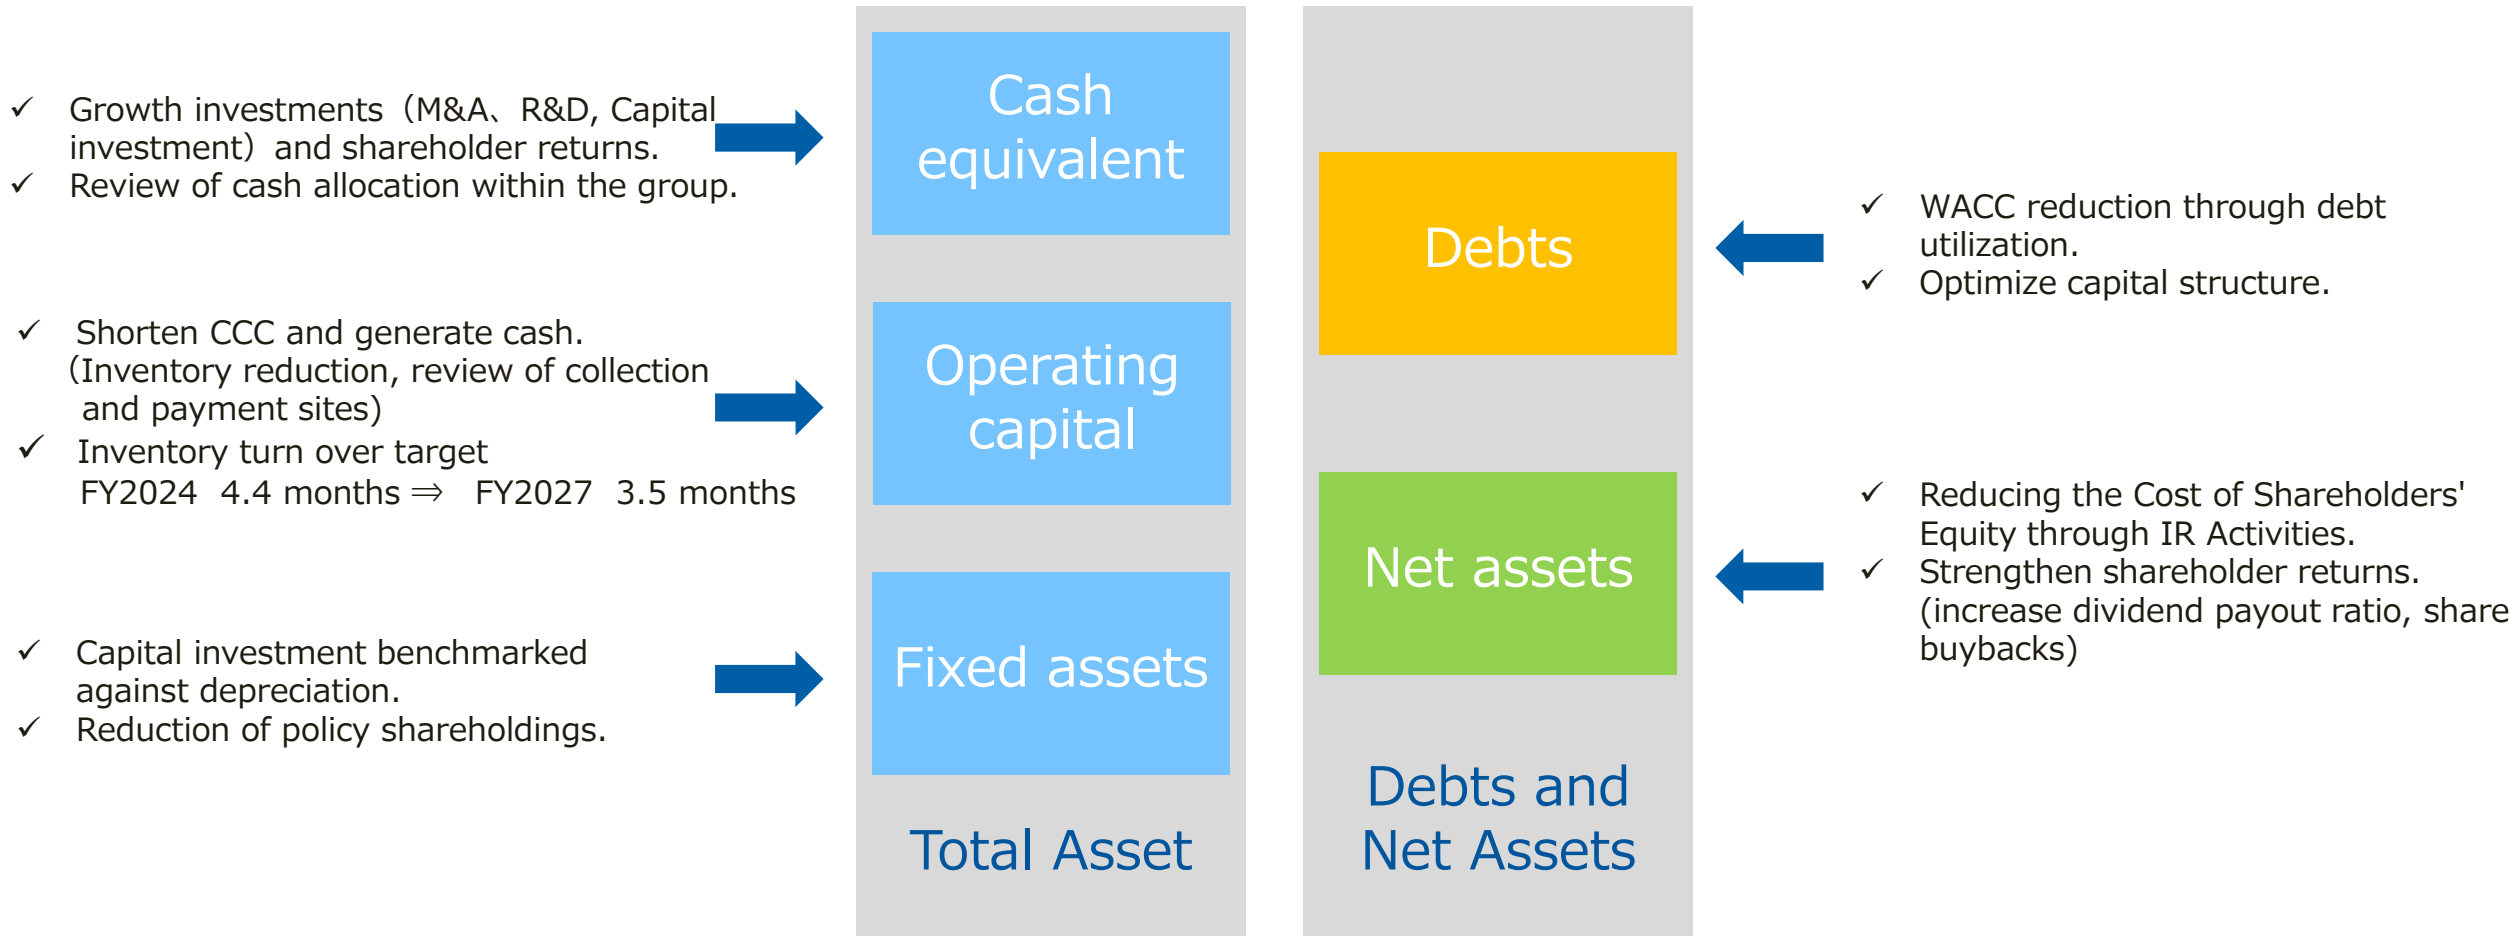 ✓ Growth investments（M&A、R&D, Capital
investment）and shareholder returns.
✓ Review of cash allocation within the group.
✓ Shorten CCC and generate cash.
（Inventory reduction, review of collection
and payment sites)
✓ Inventory turn over target
FY2024 4.4 months ⇒ FY2027 3.5 months
✓ Capital investment benchmarked
against depreciation.
✓ Reduction of policy shareholdings.
Cash
equivalent
Operating
capital
Fixed assets
Total Asset
Debts
Net assets
Debts and
Net Assets
✓ WACC reduction through debt
utilization.
✓ Optimize capital structure.
✓ Reducing the Cost of Shareholders'
Equity through IR Activities.
✓ Strengthen shareholder returns.
(increase dividend payout ratio, share
buybacks)